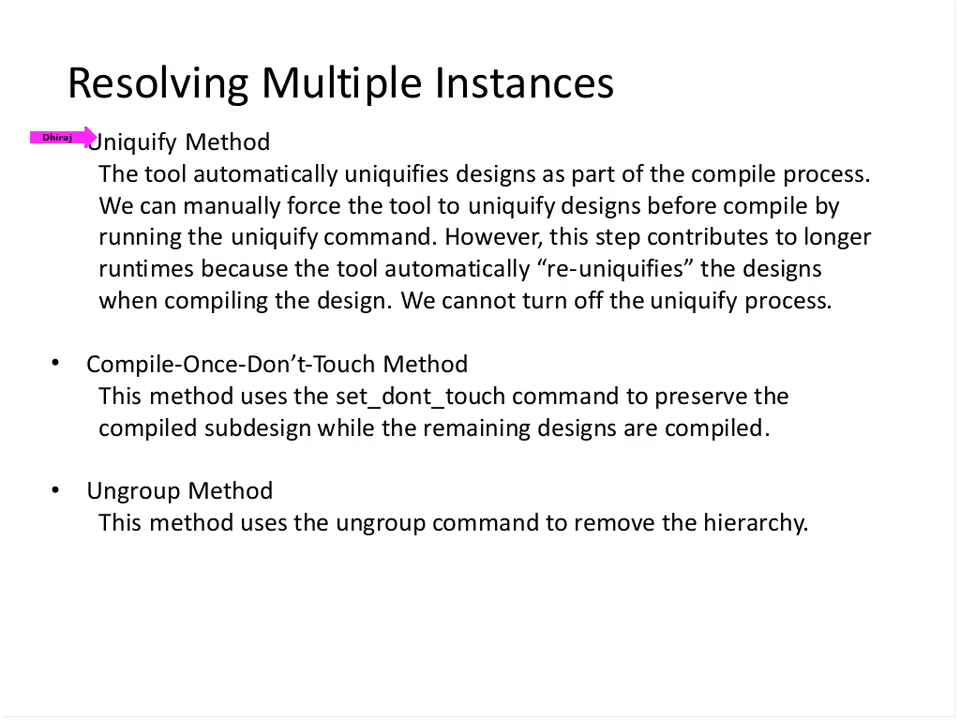 Resolving Multiple Instances
Dhiraj
Uniquify Method
The tool automatically uniquifies designs as part of the compile process.
We can manually force the tool to uniquify designs before compile by
running the uniquify command. However, this step contributes to longer
runtimes because the tool automatically “re-uniquifies” the designs
when compiling the design. We cannot turn off the uniquify process.
• Compile-Once-Don’t-Touch Method
This method uses the set_dont_touch command to preserve the
compiled subdesign while the remaining designs are compiled.
• Ungroup Method
This method uses the ungroup command to remove the hierarchy.